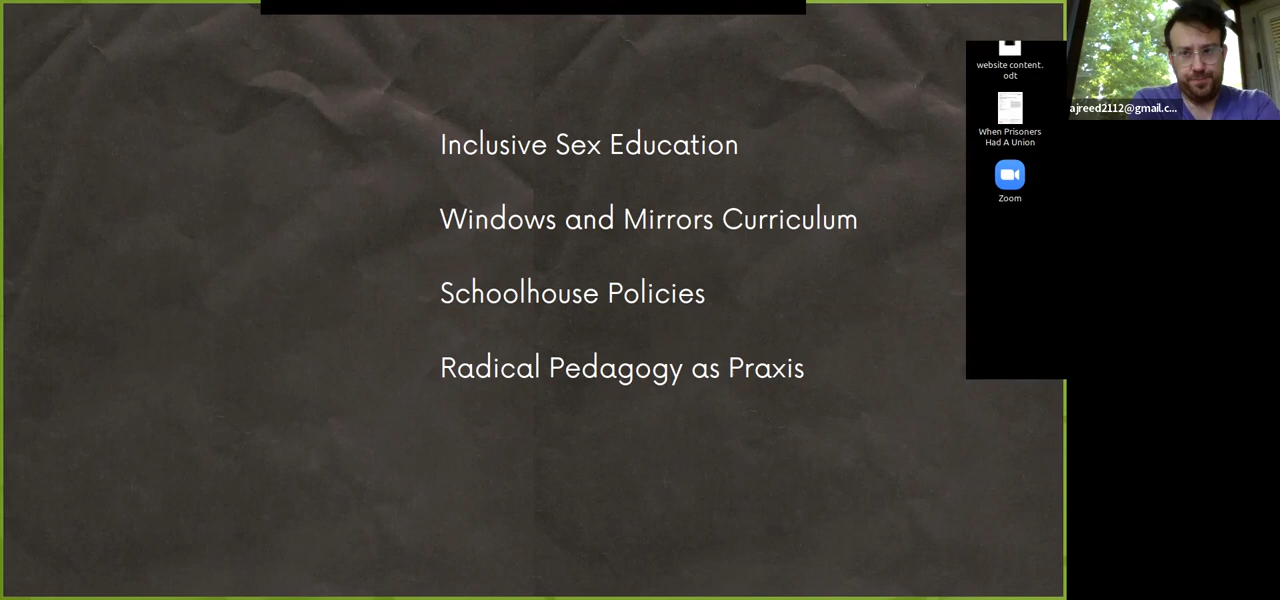 Inclusive Sex Education
Windows and Mirrors Curriculum
Schoolhouse Policies
Radical Pedagogy as Praxis
website content.
odt
When Prisoners
Had A Union
Zoom
ajreed2112@gmail.c...